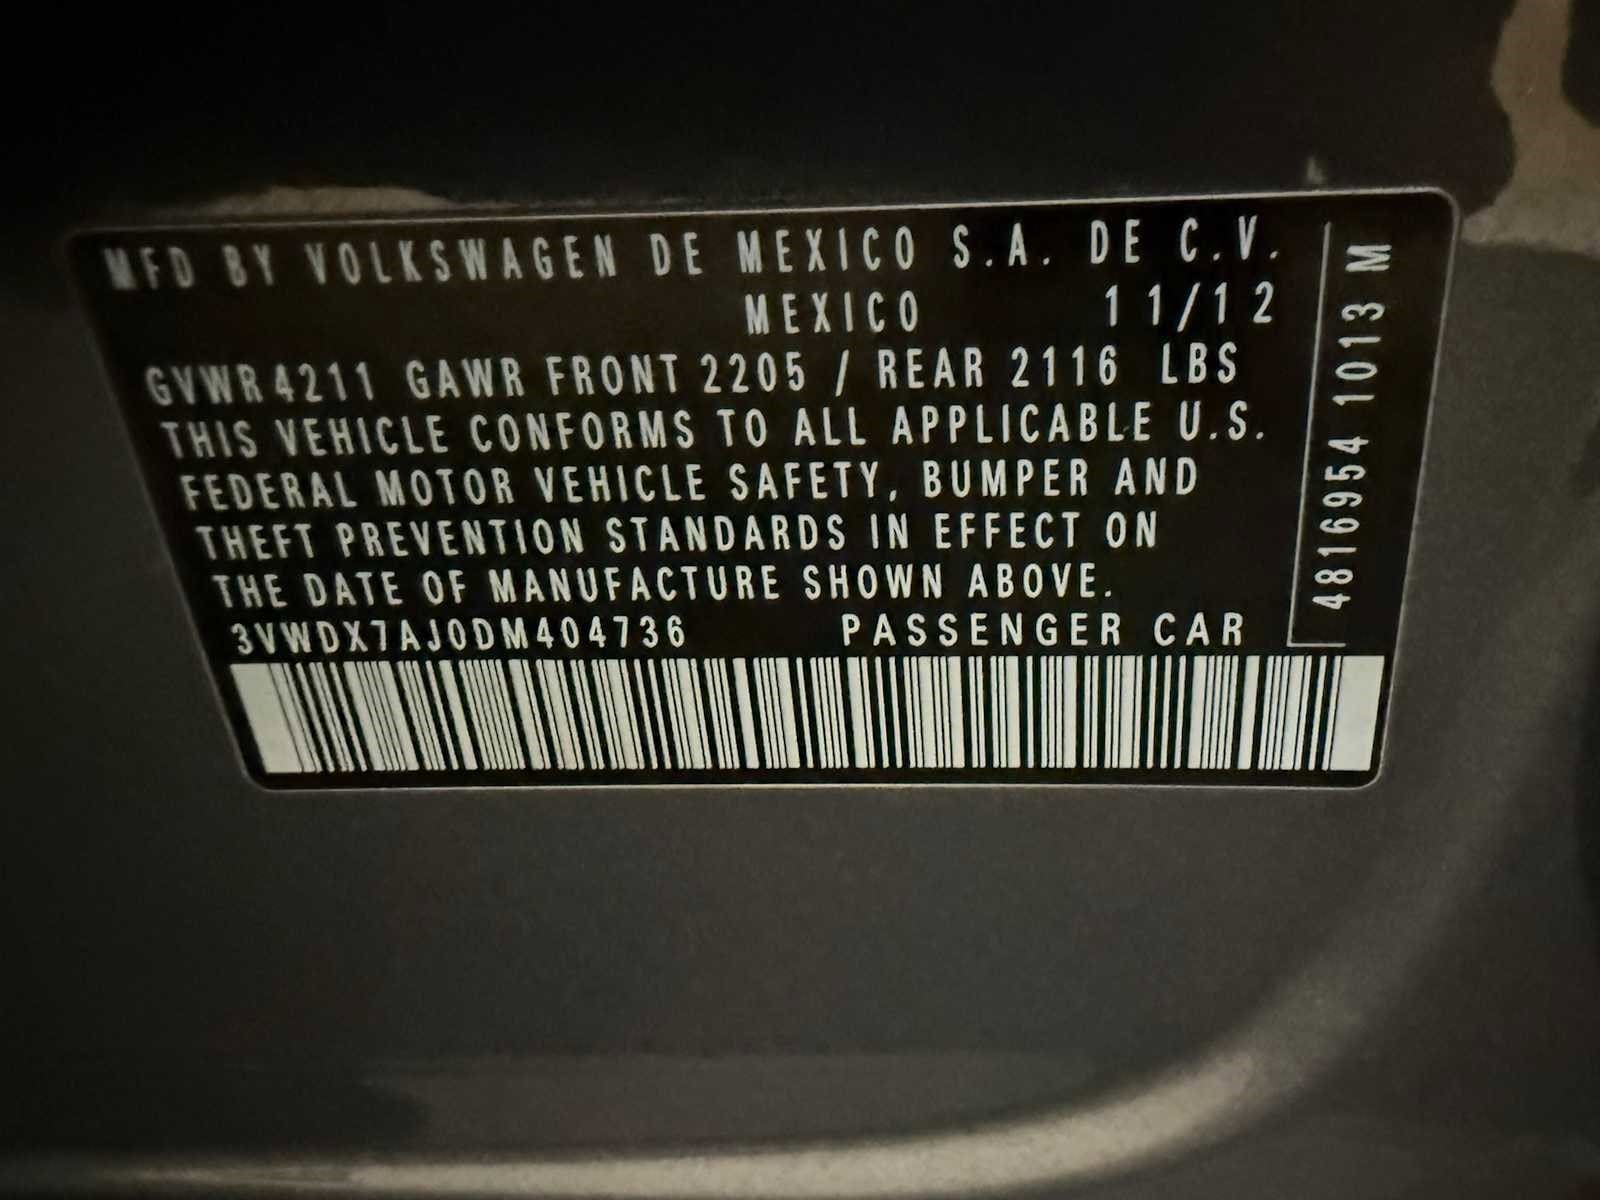 MFD BY VOLKSWAGEN DE MEXICO S.A. DE C.V.
MEXICO 11/12
GVWR 4211 GAWR FRONT 2205 / REAR 2116 LBS
THIS VEHICLE CONFORMS TO ALL APPLICABLE U.S.
FEDERAL MOTOR VEHICLE SAFETY, BUMPER AND
THEFT PREVENTION STANDARDS IN EFFECT ON
THE DATE OF MANUFACTURE SHOWN ABOVE.
3VWDX7AJ0DM404736 PASSENGER CAR
4816954 1013 M